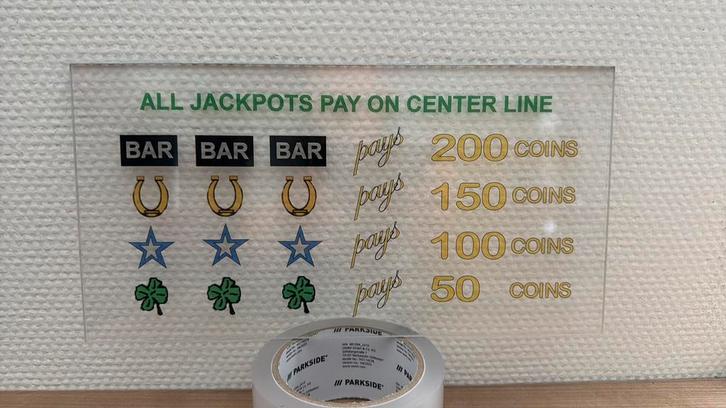 ALL JACKPOTS PAY ON CENTER LINE
BAR BAR BAR pays 200 COINS
pays 150 COINS
pays 100 COINS
pays 50 COINS
/// PARKSIDE
/// PARKSIDE
/// PARKSIDE